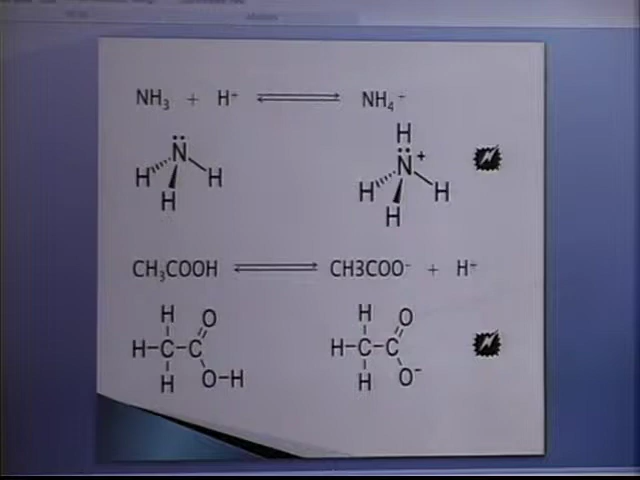 NH₃ + H⁺ ⇌ NH₄⁺
H
N N⁺
H H H H
H H
CH₃COOH ⇌ CH3COO⁻ + H⁺
H O H O
H–C–C H–C–C
H O–H H O⁻